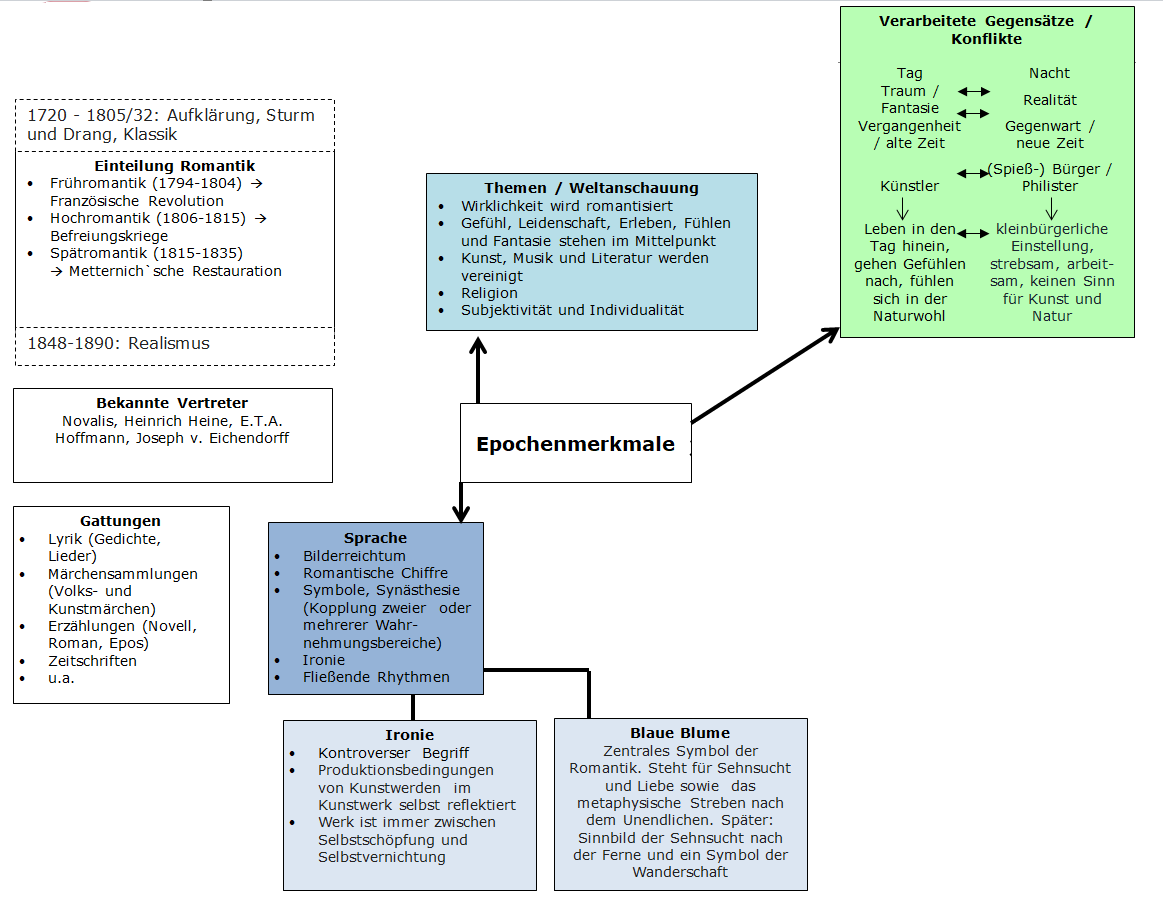 1720 - 1805/32: Aufklärung, Sturm
und Drang, Klassik
Einteilung Romantik
• Frühromantik (1794-1804) →
Französische Revolution
• Hochromantik (1806-1815) →
Befreiungskriege
• Spätromantik (1815-1835)
→ Metternich`sche Restauration
1848-1890: Realismus
Bekannte Vertreter
Novalis, Heinrich Heine, E.T.A.
Hoffmann, Joseph v. Eichendorff
Gattungen
• Lyrik (Gedichte,
Lieder)
• Märchensammlungen
(Volks- und
Kunstmärchen)
• Erzählungen (Novell,
Roman, Epos)
• Zeitschriften
• u.a.
Themen / Weltanschauung
• Wirklichkeit wird romantisiert
• Gefühl, Leidenschaft, Erleben, Fühlen
und Fantasie stehen im Mittelpunkt
• Kunst, Musik und Literatur werden
vereinigt
• Religion
• Subjektivität und Individualität
Verarbeitete Gegensätze /
Konflikte
Tag
Traum /
Fantasie
Vergangenheit
/ alte Zeit
Künstler
Leben in den
Tag hinein,
gehen Gefühlen
nach, fühlen
sich in der
Naturwohl
Nacht
Realität
Gegenwart /
neue Zeit
(Spieß-) Bürger /
Philister
kleinbürgerliche
Einstellung,
strebsam, arbeit-
sam, keinen Sinn
für Kunst und
Natur
Epochenmerkmale
Sprache
• Bilderreichtum
• Romantische Chiffre
• Symbole, Synästhesie
(Kopplung zweier oder
mehrerer Wahr-
nehmungsbereiche)
• Ironie
• Fließende Rhythmen
Ironie
• Kontroverser Begriff
• Produktionsbedingungen
von Kunstwerden im
Kunstwerk selbst reflektiert
• Werk ist immer zwischen
Selbstschöpfung und
Selbstvernichtung
Blaue Blume
Zentrales Symbol der
Romantik. Steht für Sehnsucht
und Liebe sowie das
metaphysische Streben nach
dem Unendlichen. Später:
Sinnbild der Sehnsucht nach
der Ferne und ein Symbol der
Wanderschaft